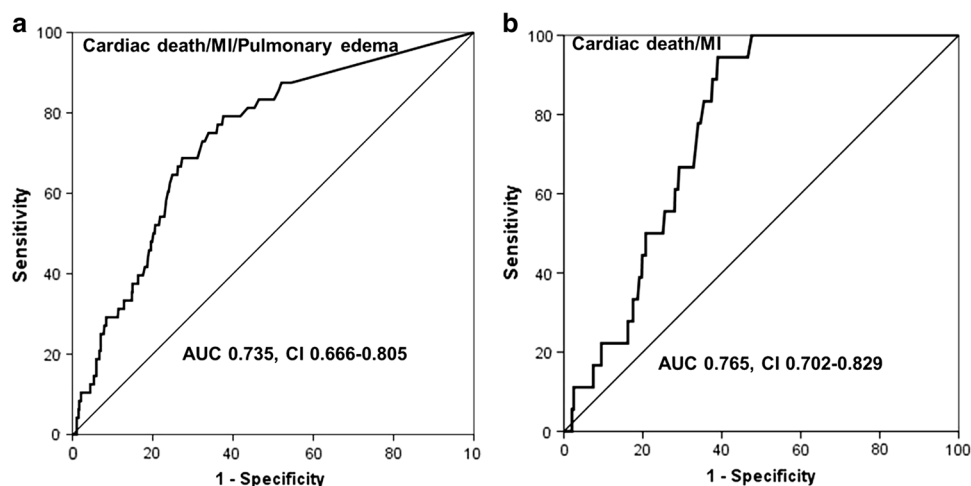 a
Cardiac death/MI/Pulmonary edema
100
80
60
40
20
0
Sensitivity
AUC 0.735, CI 0.666-0.805
0 20 40 60 80 10
1 - Specificity
b
Cardiac death/MI
100
80
60
40
20
0
Sensitivity
AUC 0.765, CI 0.702-0.829
0 20 40 60 80 100
1 - Specificity